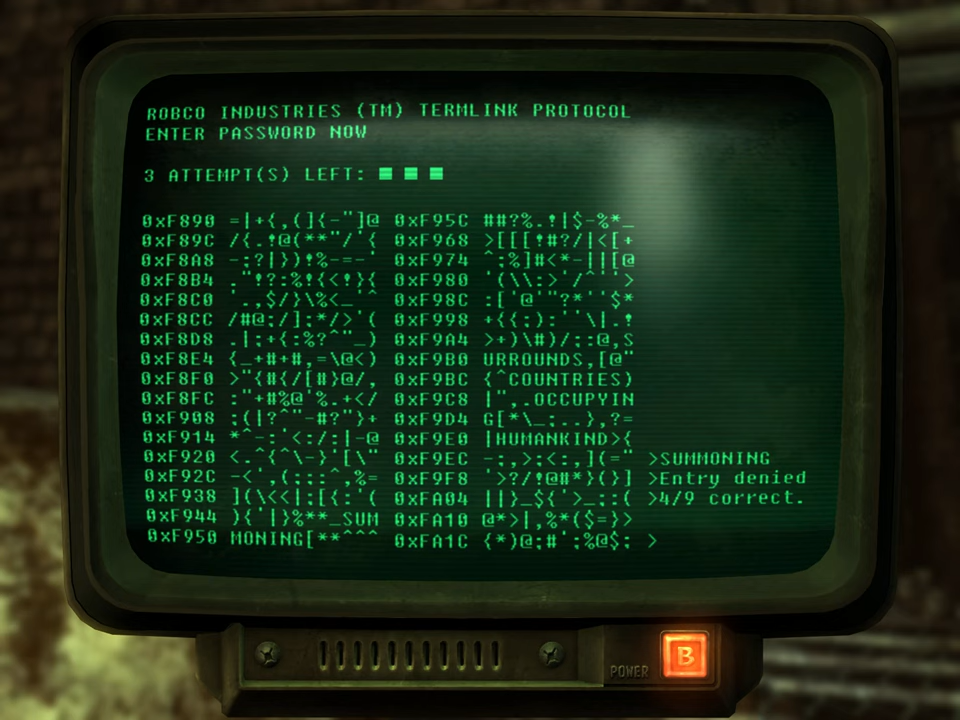 ROBCO INDUSTRIES (TM) TERMLINK PROTOCOL
ENTER PASSWORD NOW
3 ATTEMPT(S) LEFT: ■ ■ ■
0xF890 =|+{,(]{-"]@ 0xF95C ##?%.!|$-%*_
0xF89C /{.!@(**"/'{ 0xF968 >[[[!#?/|<[+
0xF8A8 -;?|})!%-=-' 0xF974 ^;%]#<*-||[@
0xF8B4 ."!?:%!{<!}{ 0xF980 '(\\:>'/^''>
0xF8C0 '.,$/}\%<_'^ 0xF98C :['@'"?*''$*
0xF8CC /#@;/];*/>'( 0xF998 +{{;):''\|.!
0xF8D8 .|;+{:%?^"_) 0xF9A4 >+)\#)/;:@,S
0xF8E4 {_+#+#,=\@<) 0xF9B0 URROUNDS,[@"
0xF8F0 >"{#{/[#}@/, 0xF9BC {^COUNTRIES)
0xF8FC :"+#%@'%.+</ 0xF9C8 |",.OCCUPYIN
0xF908 ;(|?^"-#?"}+ 0xF9D4 G[*\_;..},?=
0xF914 *^-:'<:/:|-@ 0xF9E0 |HUMANKIND>{
0xF920 <.^{^\-}'[\" 0xF9EC -;,>;<:,](=" >SUMMONING
0xF92C -<',(:::^,%= 0xF9F8 '>?/!@#*}(}] >Entry denied
0xF938 ](\<<|:[{:'( 0xFA04 ||}_${'>_::( >4/9 correct.
0xF944 ){'|}%**_SUM 0xFA10 @*>|,%*($=}>
0xF950 MONING[**^^^ 0xFA1C {*)@;#';%@$; >
POWER B